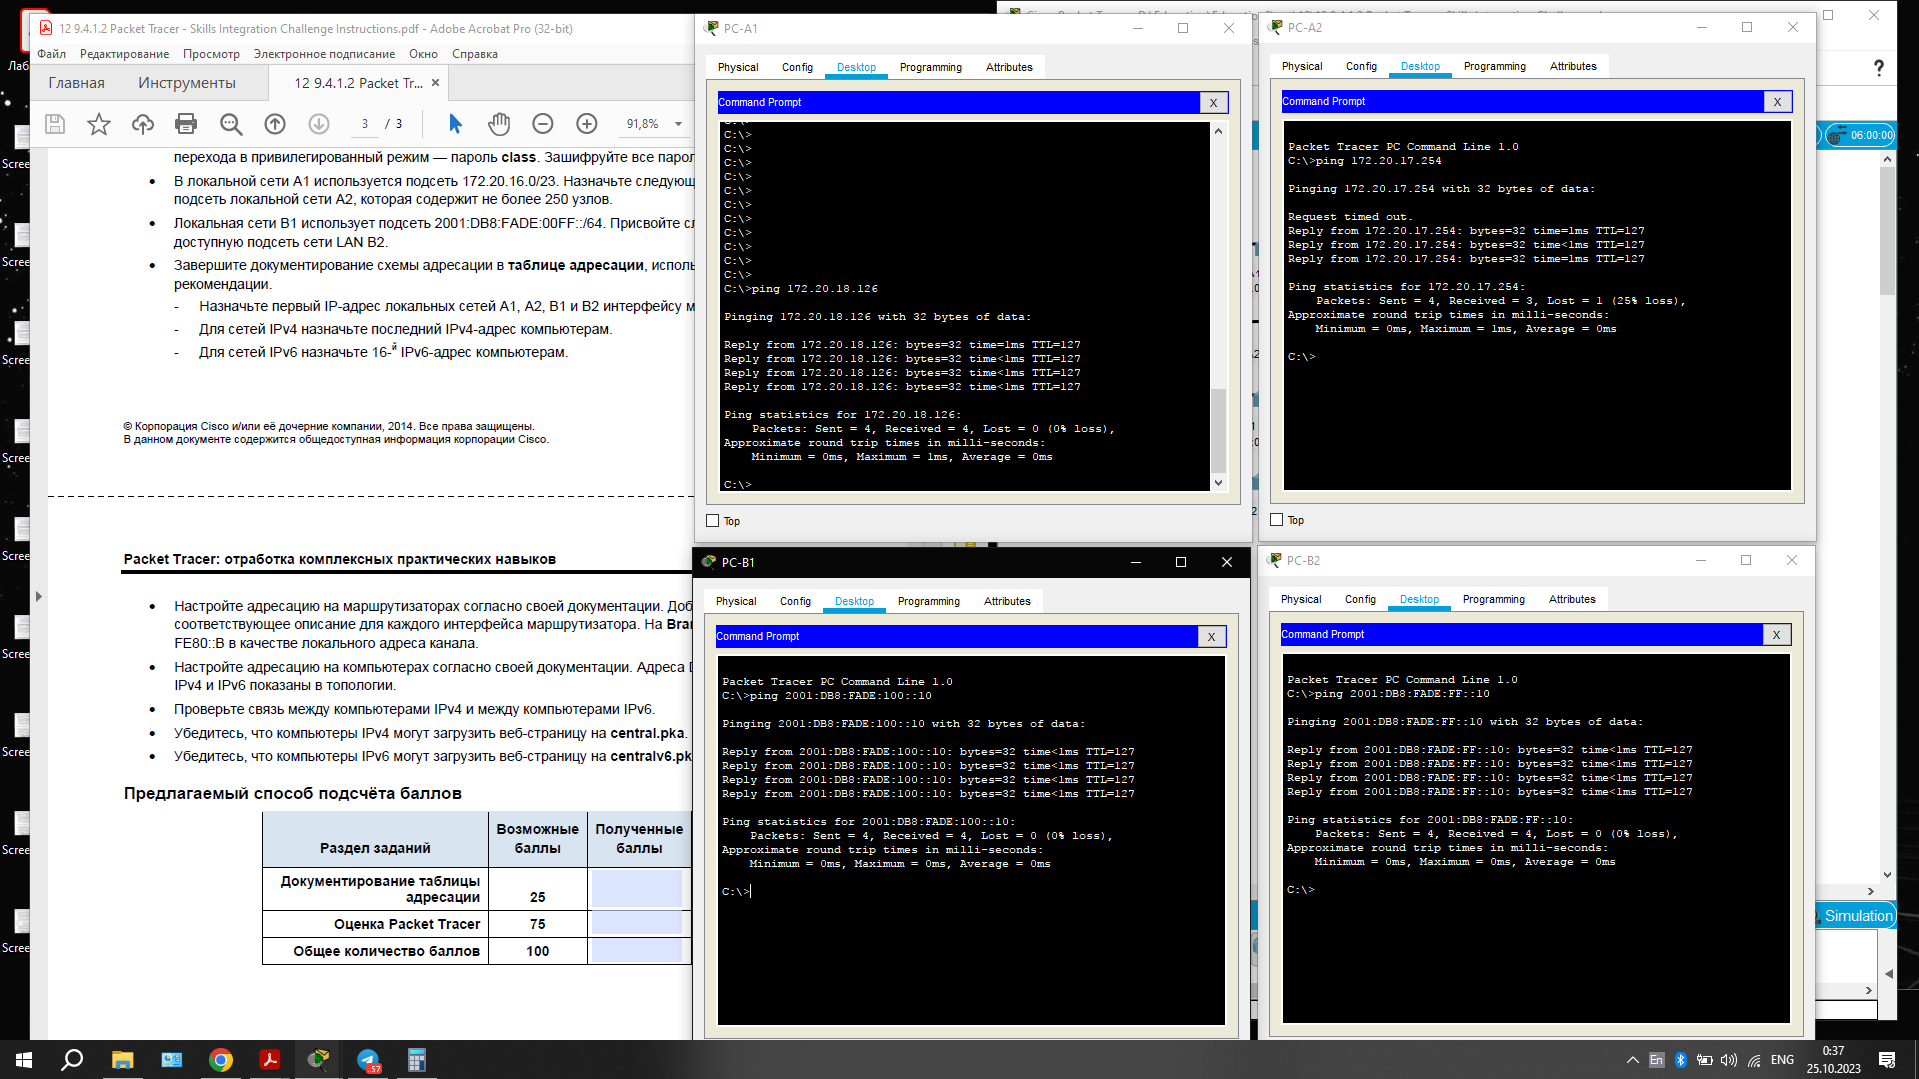 12 9.4.1.2 Packet Tracer - Skills Integration Challenge Instructions.pdf - Adobe Acrobat Pro (32-bit)
Файл Редактирование Просмотр Электронное подписание Окно Справка
Главная Инструменты 12 9.4.1.2 Packet Tr... ×
3 / 3 91,8%
перехода в привилегированный режим — пароль class. Зашифруйте все
• В локальной сети A1 используется подсеть 172.20.16.0/23. Назначьте
подсеть локальной сети A2, которая содержит не более 250 узлов.
• Локальная сети B1 использует подсеть 2001:DB8:FADE:00FF::/64. Присвойте
доступную подсеть сети LAN B2.
• Завершите документирование схемы адресации в таблице адресации,
рекомендации.
- Назначьте первый IP-адрес локальных сетей A1, A2, B1 и B2 интерфейсу
- Для сетей IPv4 назначьте последний IPv4-адрес компьютерам.
- Для сетей IPv6 назначьте 16-й IPv6-адрес компьютерам.
© Корпорация Cisco и/или её дочерние компании, 2014. Все права защищены.
В данном документе содержится общедоступная информация корпорации Cisco.
Packet Tracer: отработка комплексных практических навыков
• Настройте адресацию на маршрутизаторах согласно своей документации.
соответствующее описание для каждого интерфейса маршрутизатора. На
FE80::B в качестве локального адреса канала.
• Настройте адресацию на компьютерах согласно своей документации. Адреса
IPv4 и IPv6 показаны в топологии.
• Проверьте связь между компьютерами IPv4 и между компьютерами IPv6.
• Убедитесь, что компьютеры IPv4 могут загрузить веб-страницу на central.pka.
• Убедитесь, что компьютеры IPv6 могут загрузить веб-страницу на centralv6.pk
Предлагаемый способ подсчёта баллов
Раздел заданий Возможные баллы Полученные баллы
Документирование таблицы адресации 25
Оценка Packet Tracer 75
Общее количество баллов 100
PC-A1
Physical Config Desktop Programming Attributes
Command Prompt X
C:\>
C:\>
C:\>
C:\>
C:\>
C:\>
C:\>
C:\>
C:\>
C:\>
C:\>
C:\>ping 172.20.18.126
Pinging 172.20.18.126 with 32 bytes of data:
Reply from 172.20.18.126: bytes=32 time=1ms TTL=127
Reply from 172.20.18.126: bytes=32 time<1ms TTL=127
Reply from 172.20.18.126: bytes=32 time<1ms TTL=127
Reply from 172.20.18.126: bytes=32 time<1ms TTL=127
Ping statistics for 172.20.18.126:
Packets: Sent = 4, Received = 4, Lost = 0 (0% loss),
Approximate round trip times in milli-seconds:
Minimum = 0ms, Maximum = 1ms, Average = 0ms
C:\>
Top
PC-A2
Physical Config Desktop Programming Attributes
Command Prompt X
Packet Tracer PC Command Line 1.0
C:\>ping 172.20.17.254
Pinging 172.20.17.254 with 32 bytes of data:
Request timed out.
Reply from 172.20.17.254: bytes=32 time=1ms TTL=127
Reply from 172.20.17.254: bytes=32 time<1ms TTL=127
Reply from 172.20.17.254: bytes=32 time=1ms TTL=127
Ping statistics for 172.20.17.254:
Packets: Sent = 4, Received = 3, Lost = 1 (25% loss),
Approximate round trip times in milli-seconds:
Minimum = 0ms, Maximum = 1ms, Average = 0ms
C:\>
Top
PC-B1
Physical Config Desktop Programming Attributes
Command Prompt X
Packet Tracer PC Command Line 1.0
C:\>ping 2001:DB8:FADE:100::10
Pinging 2001:DB8:FADE:100::10 with 32 bytes of data:
Reply from 2001:DB8:FADE:100::10: bytes=32 time<1ms TTL=127
Reply from 2001:DB8:FADE:100::10: bytes=32 time<1ms TTL=127
Reply from 2001:DB8:FADE:100::10: bytes=32 time<1ms TTL=127
Reply from 2001:DB8:FADE:100::10: bytes=32 time<1ms TTL=127
Ping statistics for 2001:DB8:FADE:100::10:
Packets: Sent = 4, Received = 4, Lost = 0 (0% loss),
Approximate round trip times in milli-seconds:
Minimum = 0ms, Maximum = 0ms, Average = 0ms
C:\>
PC-B2
Physical Config Desktop Programming Attributes
Command Prompt X
Packet Tracer PC Command Line 1.0
C:\>ping 2001:DB8:FADE:FF::10
Pinging 2001:DB8:FADE:FF::10 with 32 bytes of data:
Reply from 2001:DB8:FADE:FF::10: bytes=32 time<1ms TTL=127
Reply from 2001:DB8:FADE:FF::10: bytes=32 time<1ms TTL=127
Reply from 2001:DB8:FADE:FF::10: bytes=32 time<1ms TTL=127
Reply from 2001:DB8:FADE:FF::10: bytes=32 time<1ms TTL=127
Ping statistics for 2001:DB8:FADE:FF::10:
Packets: Sent = 4, Received = 4, Lost = 0 (0% loss),
Approximate round trip times in milli-seconds:
Minimum = 0ms, Maximum = 0ms, Average = 0ms
C:\>
?
06:00:00
Simulation
57
En
ENG
0:37
25.10.2023